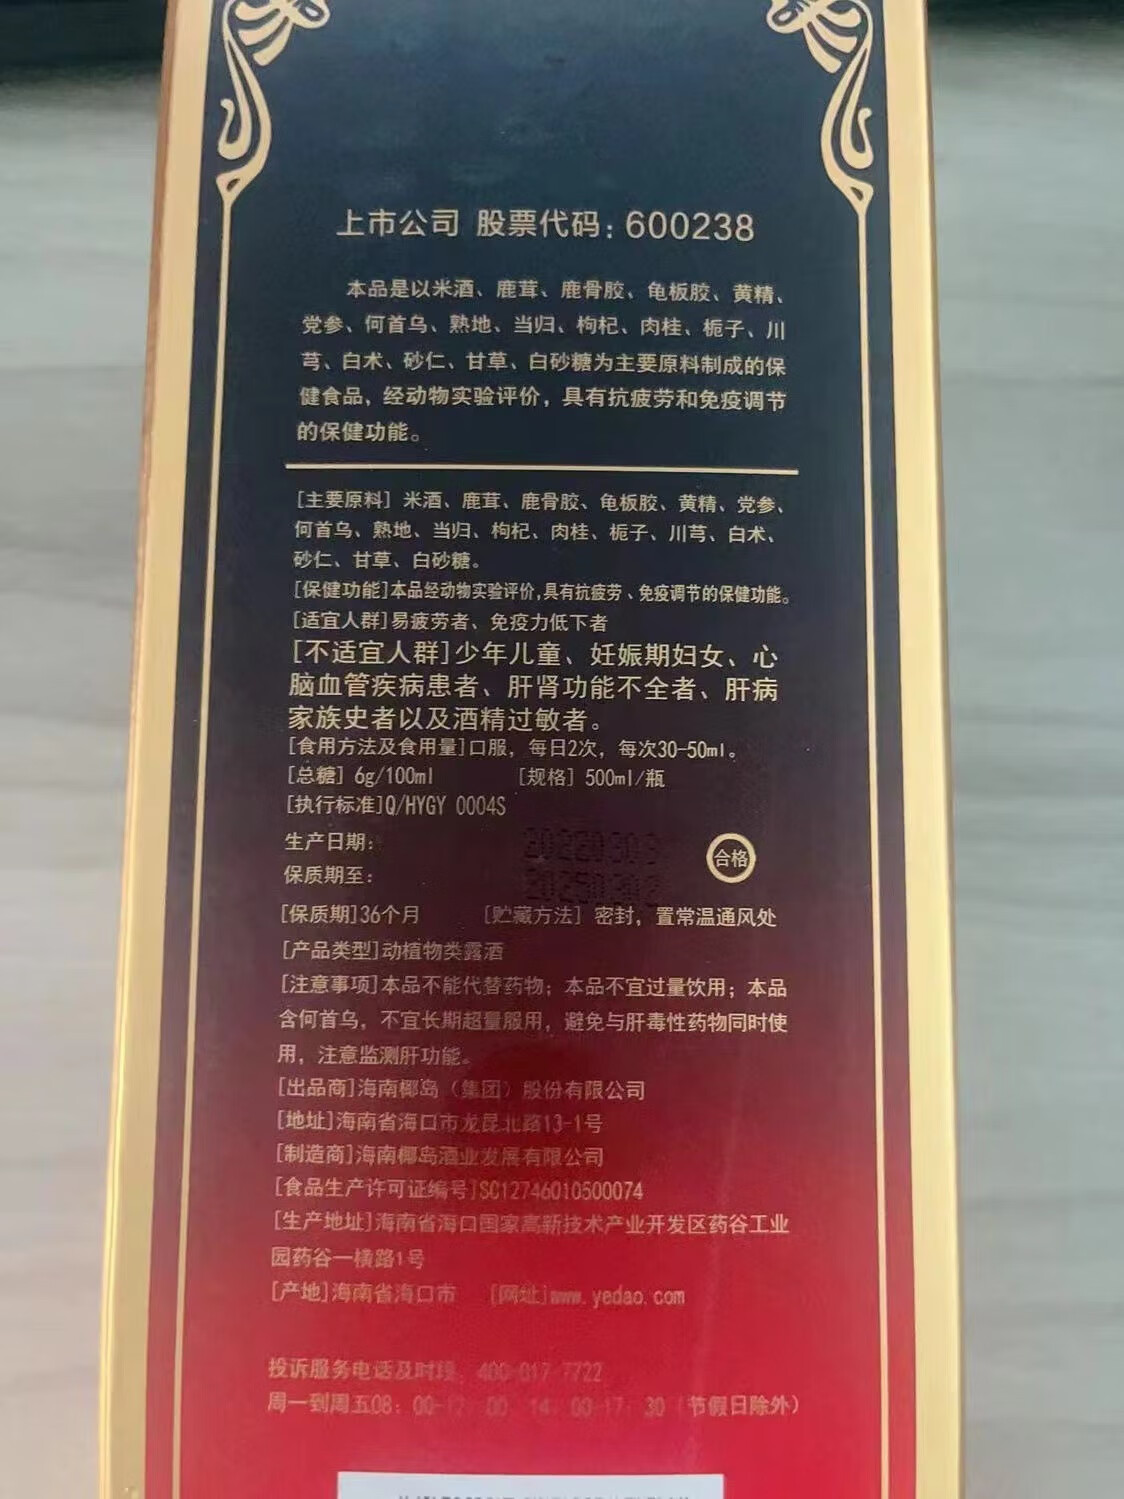 上市公司 股票代码：600238
本品是以米酒、鹿茸、鹿骨胶、龟板胶、黄精、
党参、何首乌、熟地、当归、枸杞、肉桂、栀子、川
芎、白术、砂仁、甘草、白砂糖为主要原料制成的保
健食品，经动物实验评价，具有抗疲劳和免疫调节
的保健功能。
[主要原料] 米酒、鹿茸、鹿骨胶、龟板胶、黄精、党参、
何首乌、熟地、当归、枸杞、肉桂、栀子、川芎、白术、
砂仁、甘草、白砂糖。
[保健功能]本品经动物实验评价,具有抗疲劳、免疫调节的保健功能。
[适宜人群]易疲劳者、免疫力低下者
[不适宜人群]少年儿童、妊娠期妇女、心
脑血管疾病患者、肝肾功能不全者、肝病
家族史者以及酒精过敏者。
[食用方法及食用量]口服，每日2次，每次30-50ml。
[总糖] 6g/100ml [规格] 500ml/瓶
[执行标准]Q/HYGY 0004S
生产日期： 20220303
保质期至： 20250302
合格
[保质期]36个月 [贮藏方法] 密封，置常温通风处
[产品类型]动植物类露酒
[注意事项]本品不能代替药物；本品不宜过量饮用；本品
含何首乌，不宜长期超量服用，避免与肝毒性药物同时使
用，注意监测肝功能。
[出品商]海南椰岛（集团）股份有限公司
[地址]海南省海口市龙昆北路13-1号
[制造商]海南椰岛酒业发展有限公司
[食品生产许可证编号]SC12746010500074
[生产地址]海南省海口国家高新技术产业开发区药谷工业
园药谷一横路1号
[产地]海南省海口市 [网址]www.yedao.com
投诉服务电话及时段：400-017-7722
周一到周五08：00-12：00 14：00-17：30（节假日除外）